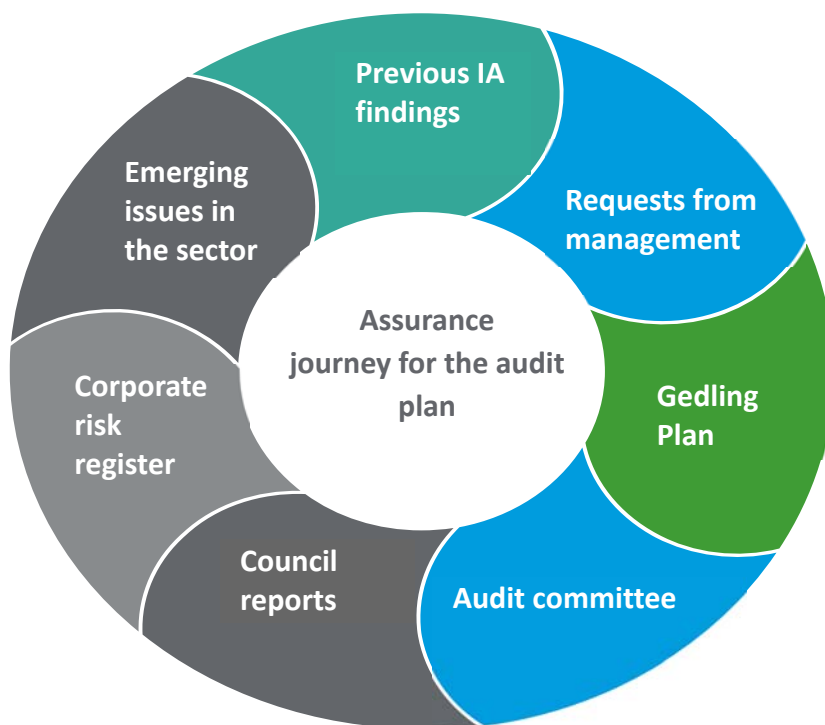 Previous IA
findings
Requests from
management
Gedling
Plan
Audit committee
Council
reports
Corporate
risk
register
Emerging
issues in
the sector
Assurance
journey for the audit
plan